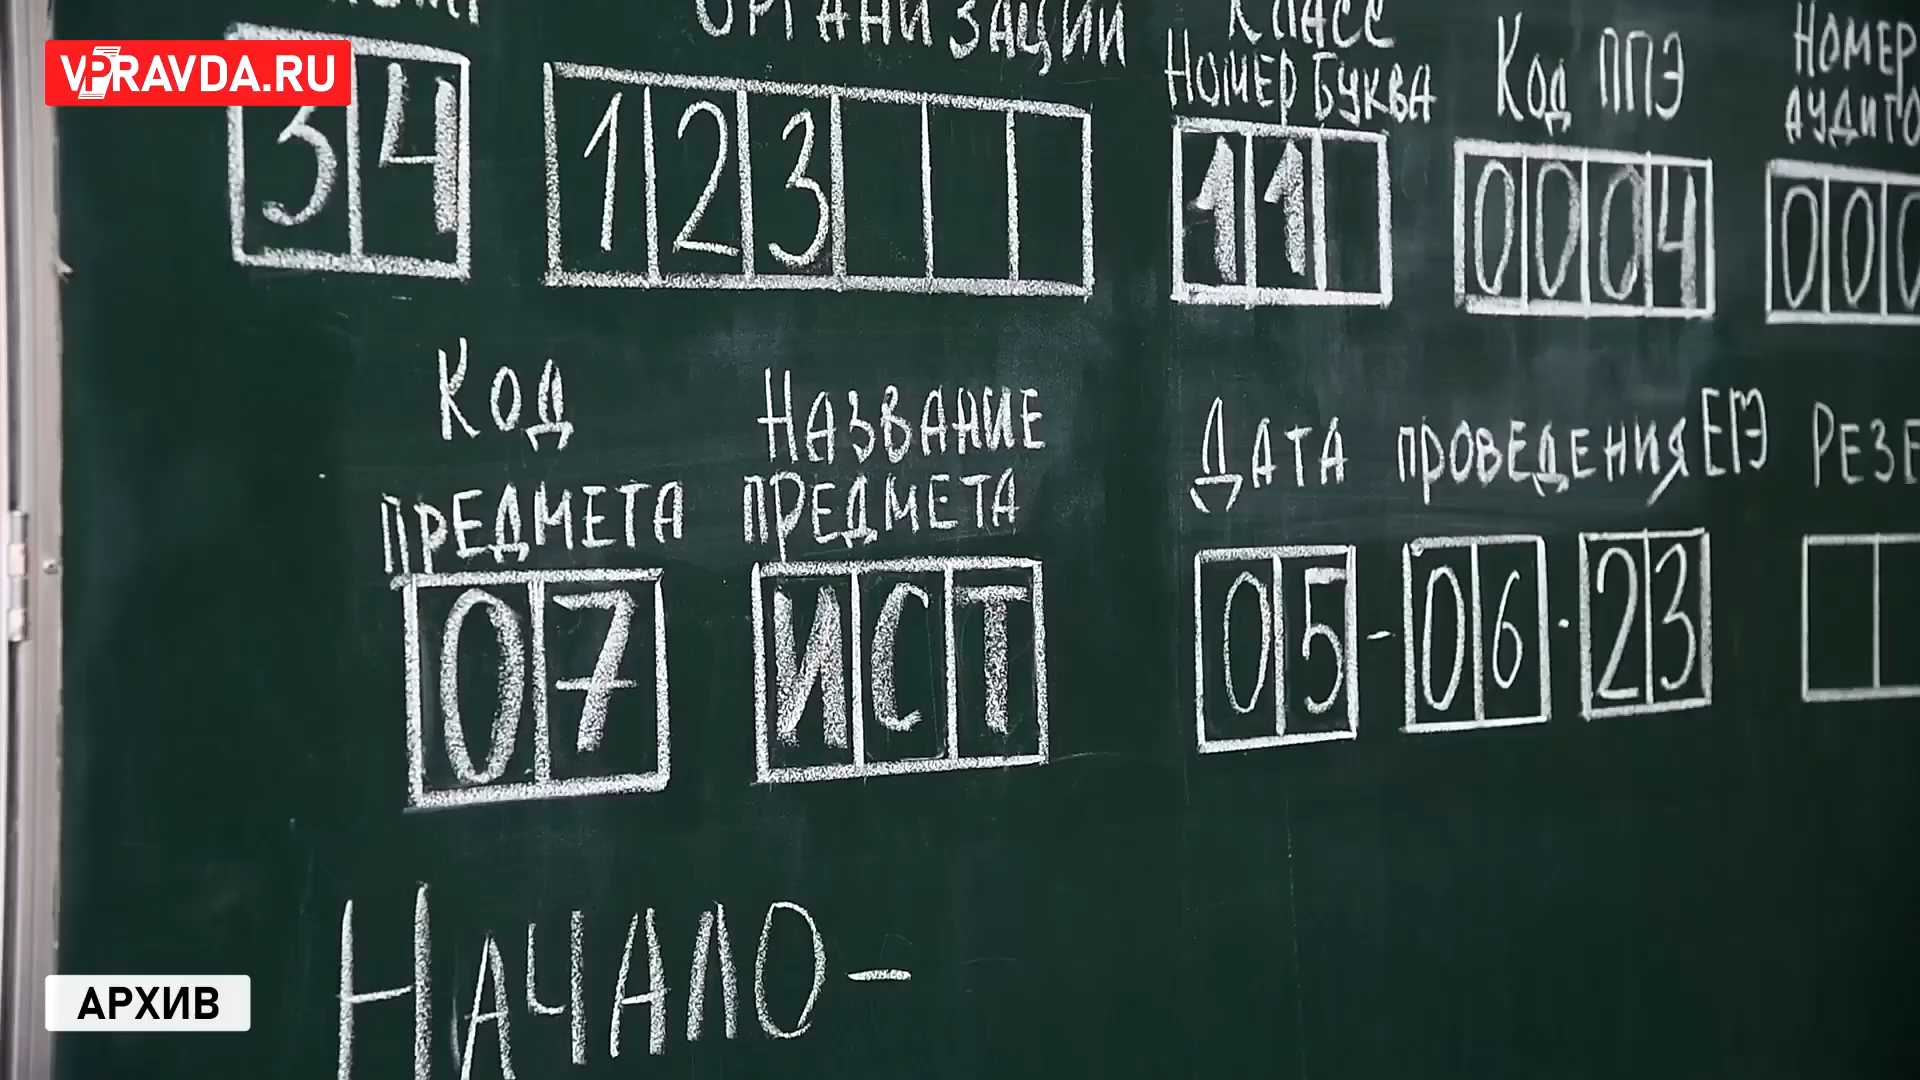 VPRAVDA.RU
ОРГАНИЗАЦИИ
КЛАСС
НОМЕР БУКВА
КОД ППЭ
НОМЕР
34
123
11
0004
000
КОД
ПРЕДМЕТА
НАЗВАНИЕ
ПРЕДМЕТА
ДАТА ПРОВЕДЕНИЯ ЕГЭ
07
ИСТ
05-06.23
НАЧАЛО-
АРХИВ